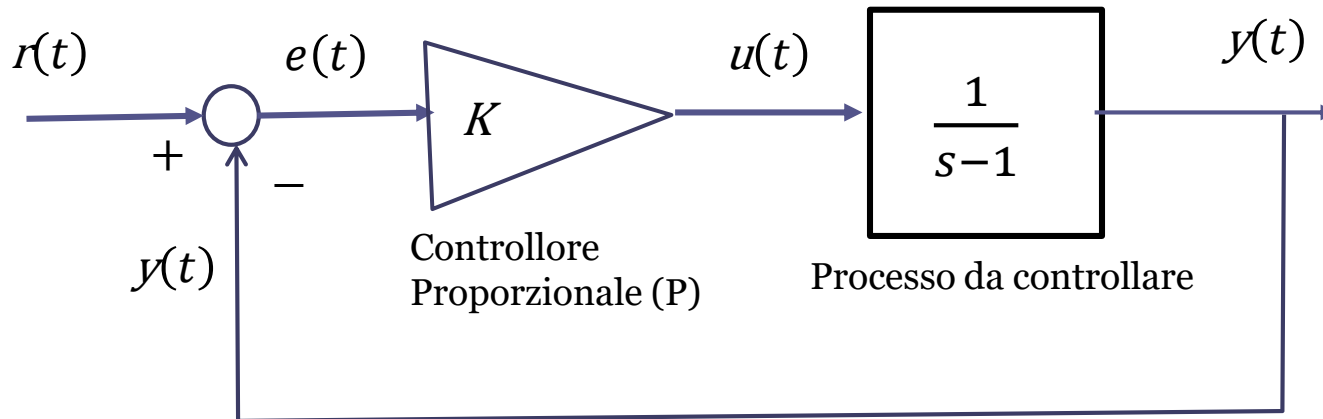 r(t)
e(t)
u(t)
y(t)
K
1
s−1
+
−
y(t)
Controllore
Proporzionale (P)
Processo da controllare